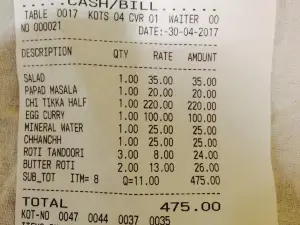 .....CASH/BILL.....
TABLE 0017 KOTS 04 CVR 01 WAITER 00
NO 000021 DATE:-30-04-2017
DESCRIPTION QTY RATE AMOUNT
SALAD 1.00 35.00 35.00
PAPAD MASALA 1.00 20.00 20.00
CHI TIKKA HALF 1.00 220.00 220.00
EGG CURRY 1.00 100.00 100.00
MINERAL WATER 1.00 25.00 25.00
CHHANCHH 1.00 25.00 25.00
ROTI TANDOORI 3.00 8.00 24.00
BUTTER ROTI 2.00 13.00 26.00
SUB_TOT ITM= 8 Q=11.00 475.00
TOTAL 475.00
KOT-NO 0047 0044 0037 0035